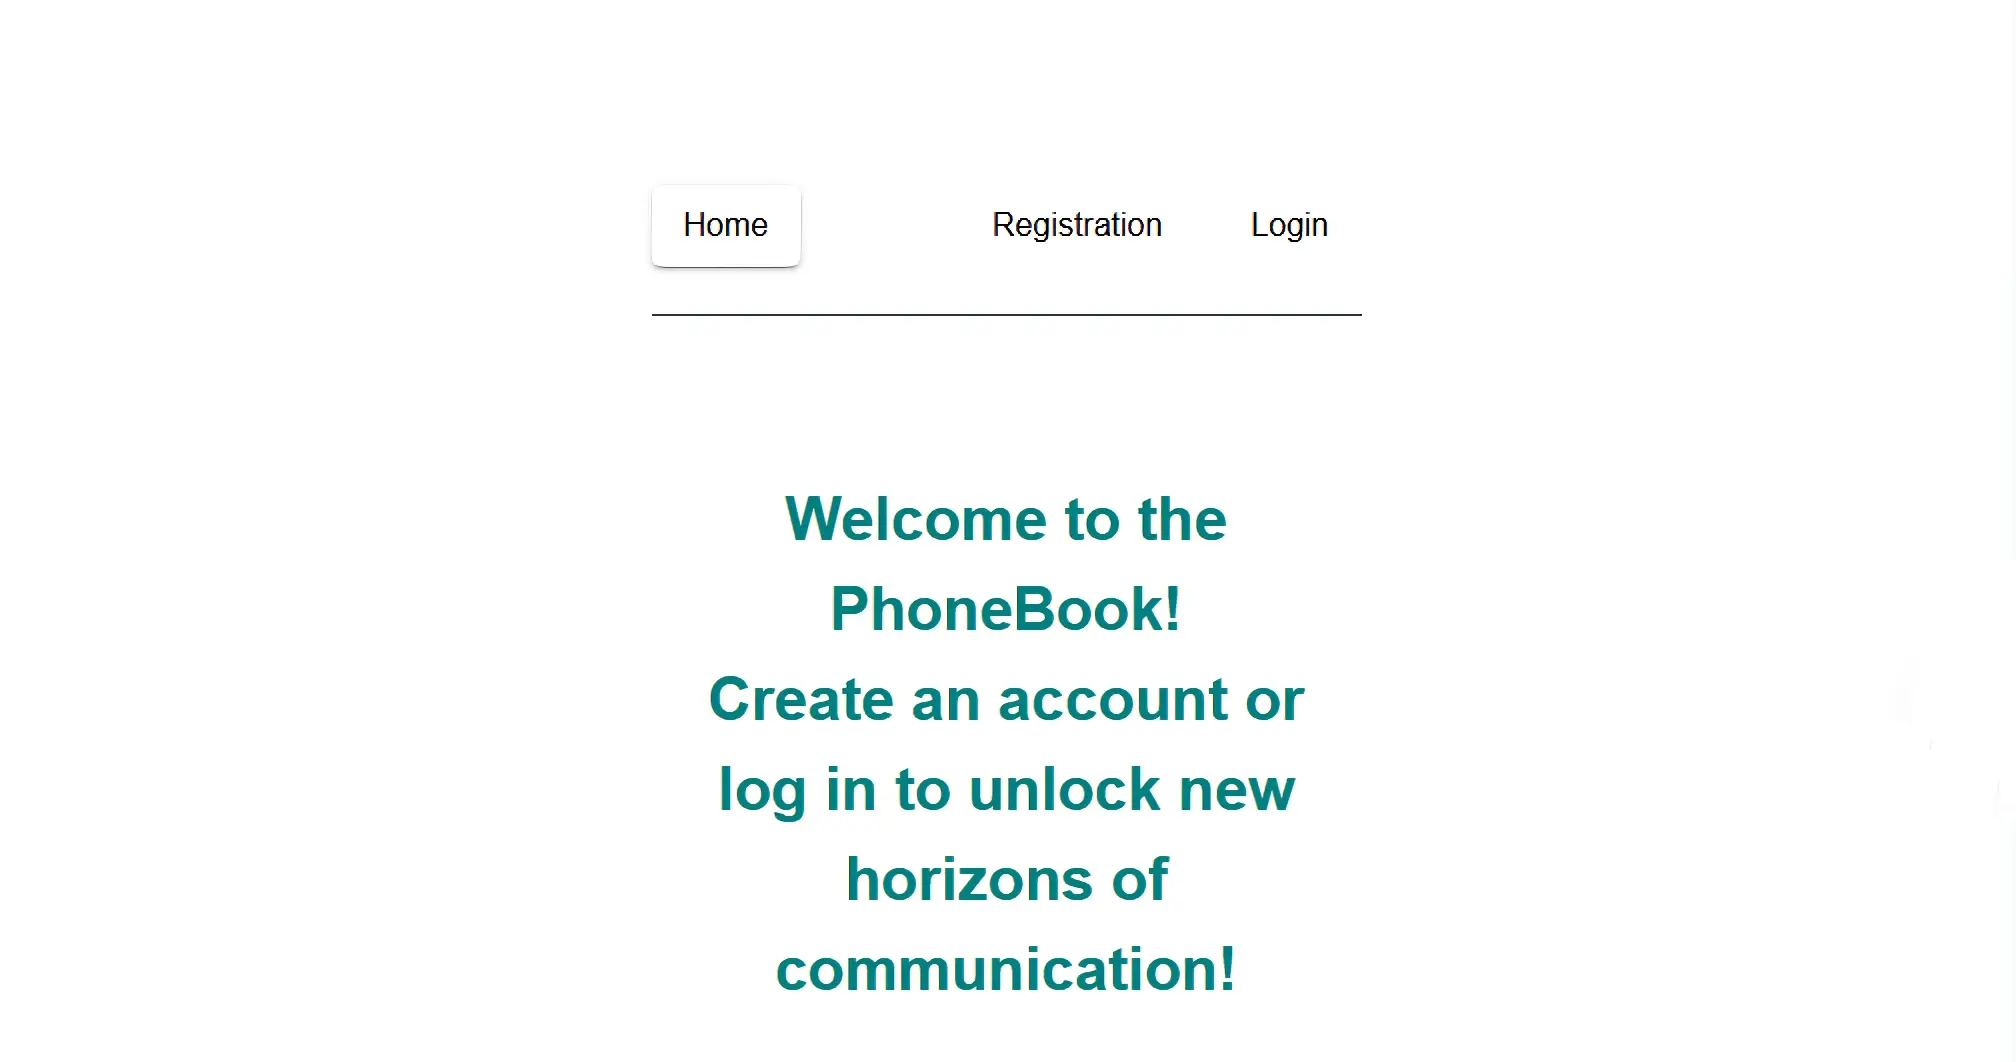 Home Registration Login
Welcome to the
PhoneBook!
Create an account or
log in to unlock new
horizons of
communication!